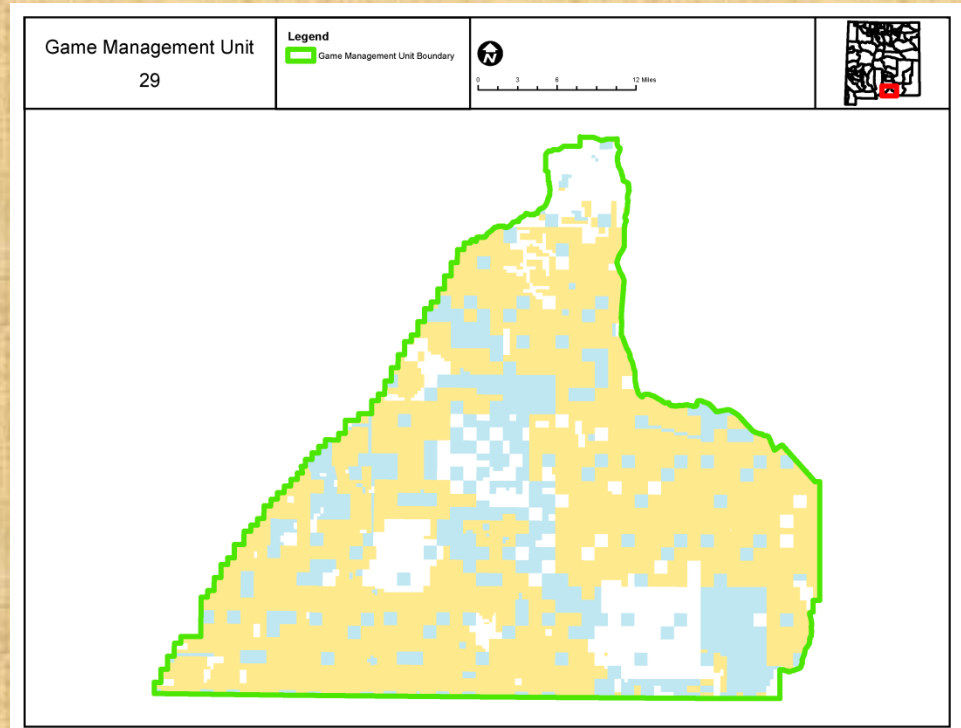 Game Management Unit
29
Legend
Game Management Unit Boundary
N
0 3 6 12 Miles